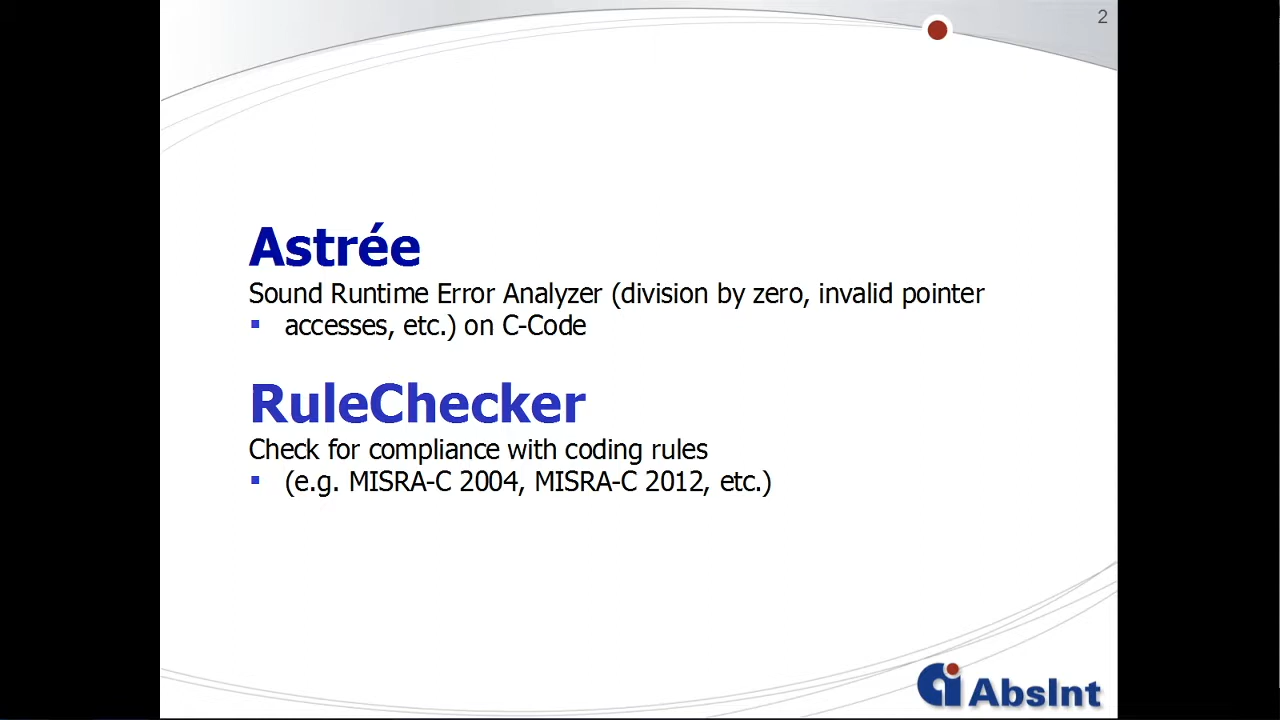 2
Astrée
Sound Runtime Error Analyzer (division by zero, invalid pointer
▪ accesses, etc.) on C-Code
RuleChecker
Check for compliance with coding rules
▪ (e.g. MISRA-C 2004, MISRA-C 2012, etc.)
AbsInt